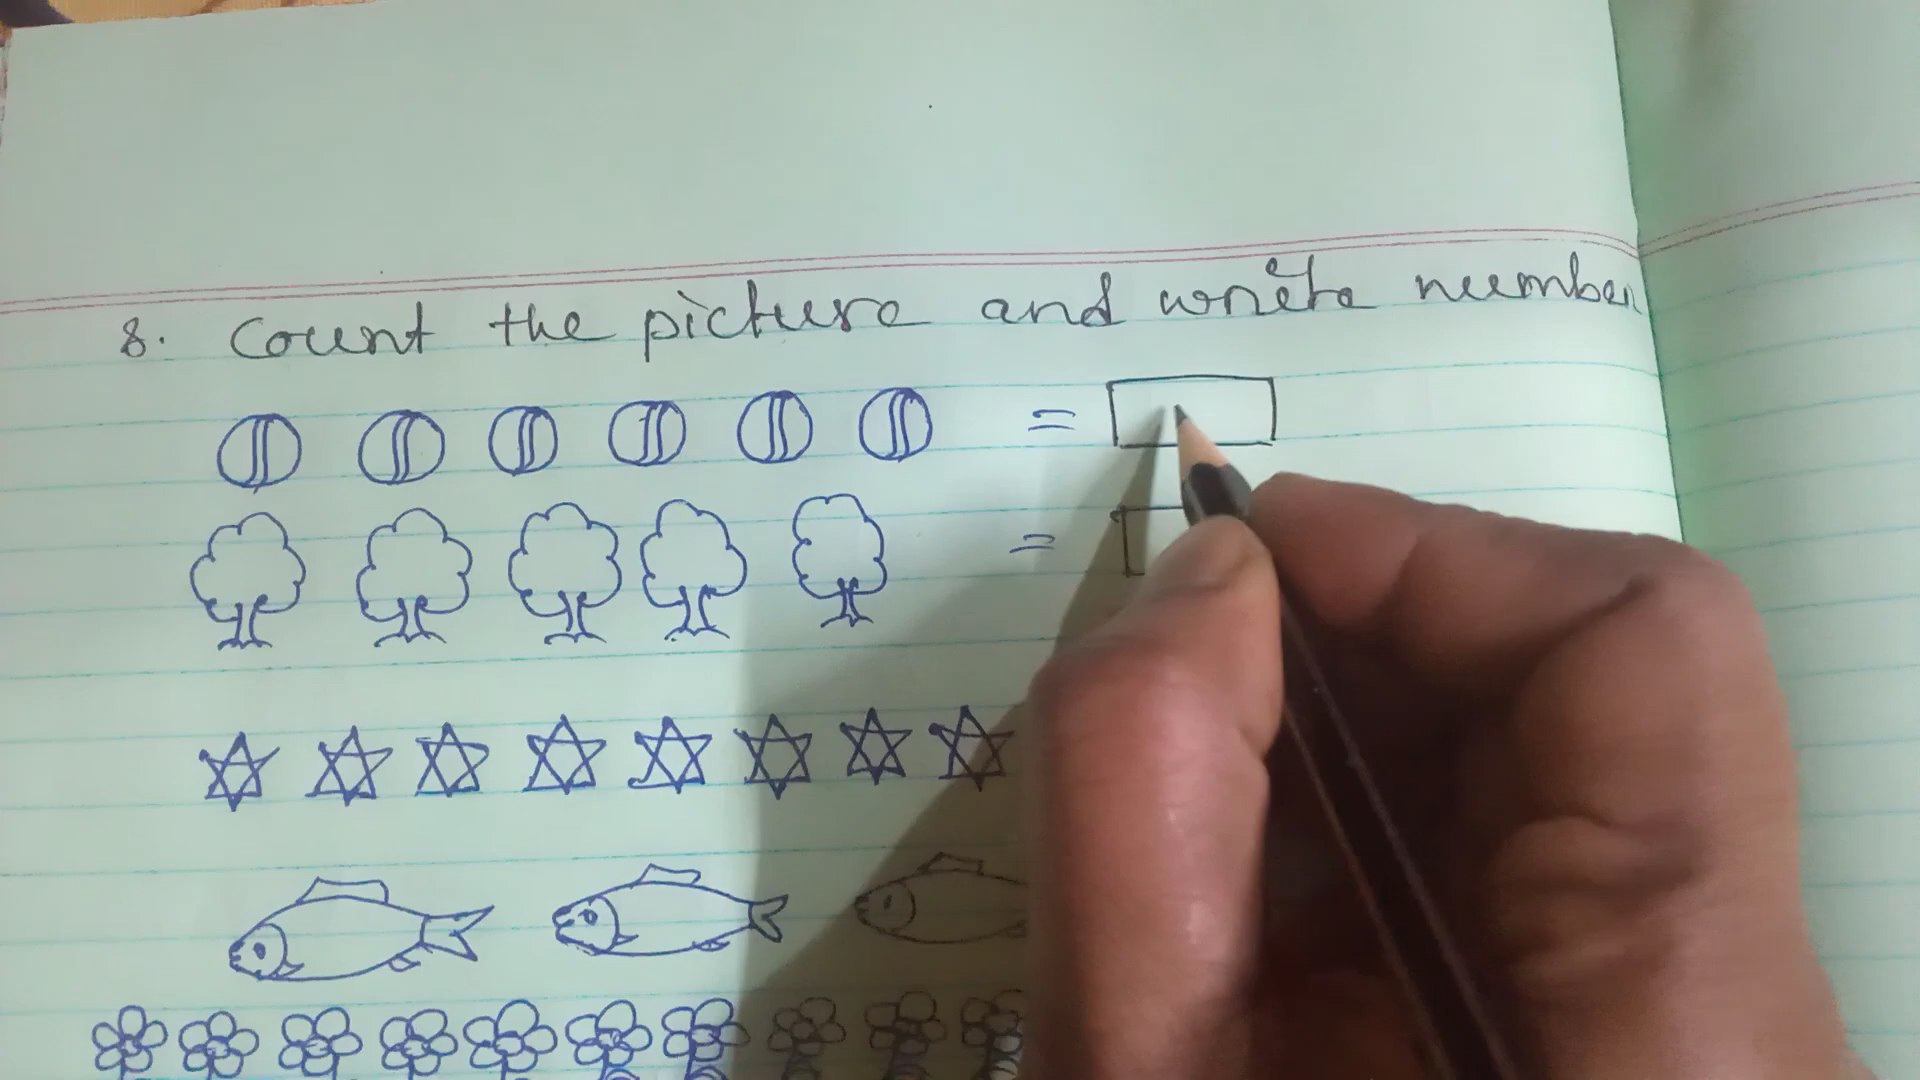 8. Count the picture and write number
=
=